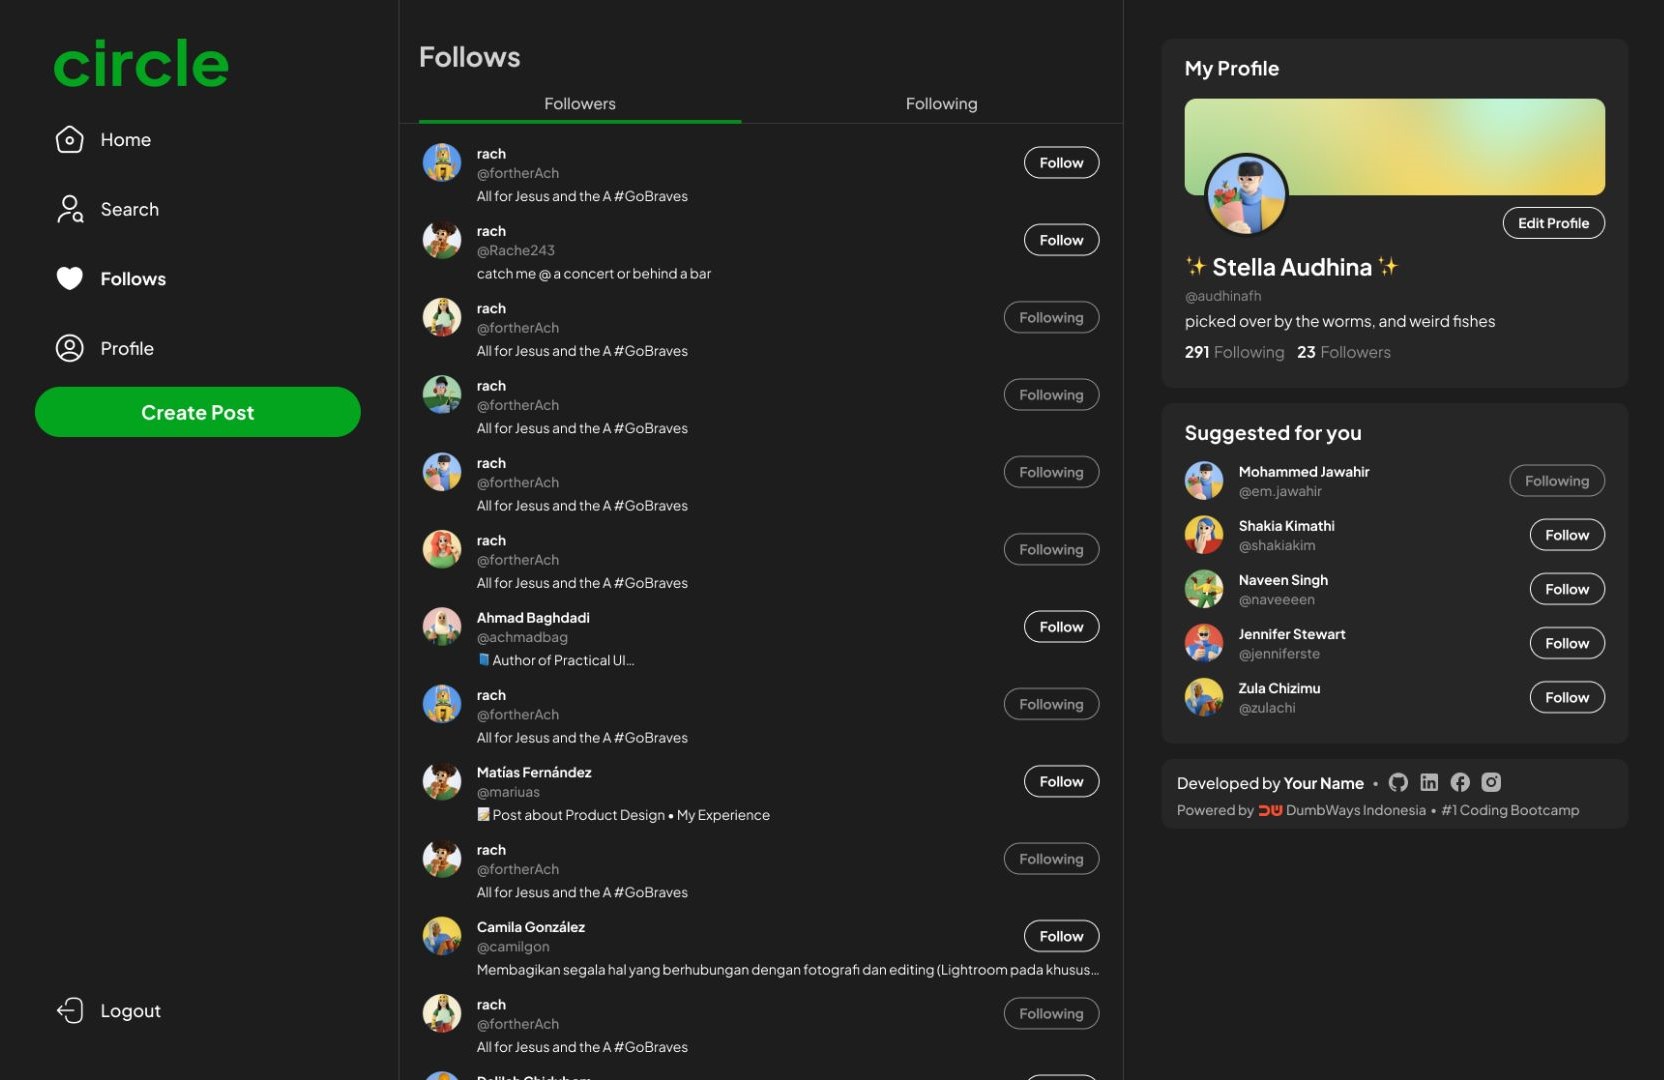 circle
Home
Search
Follows
Profile
Create Post
Logout
Follows
Followers
Following
rach
@fortherAch
All for Jesus and the A #GoBraves
Follow
rach
@Rache243
catch me @ a concert or behind a bar
Follow
rach
@fortherAch
All for Jesus and the A #GoBraves
Following
rach
@fortherAch
All for Jesus and the A #GoBraves
Following
rach
@fortherAch
All for Jesus and the A #GoBraves
Following
rach
@fortherAch
All for Jesus and the A #GoBraves
Following
Ahmad Baghdadi
@achmadbag
📘 Author of Practical UI...
Follow
rach
@fortherAch
All for Jesus and the A #GoBraves
Following
Matías Fernández
@mariuas
📝 Post about Product Design • My Experience
Follow
rach
@fortherAch
All for Jesus and the A #GoBraves
Following
Camila González
@camilgon
Membagikan segala hal yang berhubungan dengan fotografi dan editing (Lightroom pada khusus...
Follow
rach
@fortherAch
All for Jesus and the A #GoBraves
Following
My Profile
Edit Profile
✨ Stella Audhina ✨
@audhinafh
picked over by the worms, and weird fishes
291 Following 23 Followers
Suggested for you
Mohammed Jawahir
@em.jawahir
Following
Shakia Kimathi
@shakiakim
Follow
Naveen Singh
@naveeeen
Follow
Jennifer Stewart
@jenniferste
Follow
Zula Chizimu
@zulachi
Follow
Developed by Your Name •
Powered by DumbWays Indonesia • #1 Coding Bootcamp